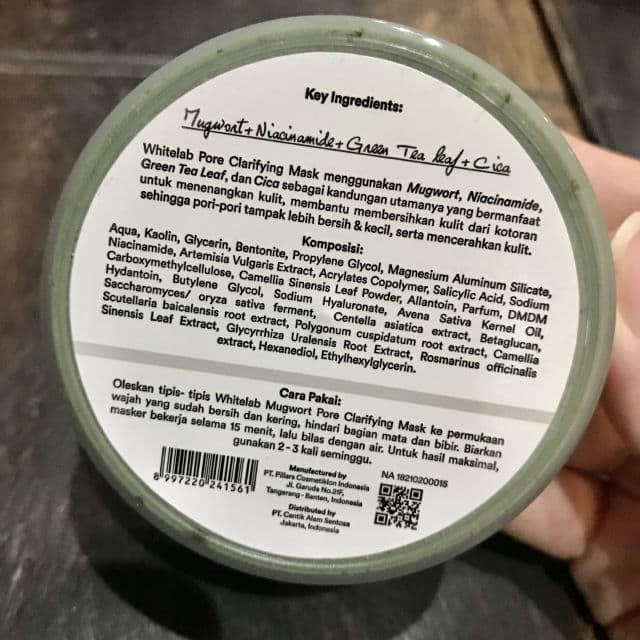 Key Ingredients:
Mugwort + Niacinamide + Green Tea leaf + Cica
Whitelab Pore Clarifying Mask menggunakan Mugwort, Niacinamide,
Green Tea Leaf, dan Cica sebagai kandungan utamanya yang bermanfaat
untuk menenangkan kulit, membantu membersihkan kulit dari kotoran
sehingga pori-pori tampak lebih bersih & kecil, serta mencerahkan kulit.
Komposisi:
Aqua, Kaolin, Glycerin, Bentonite, Propylene Glycol, Magnesium Aluminum Silicate,
Niacinamide, Artemisia Vulgaris Extract, Acrylates Copolymer, Salicylic Acid, Sodium
Carboxymethylcellulose, Camellia Sinensis Leaf Powder, Allantoin, Parfum, DMDM
Hydantoin, Butylene Glycol, Sodium Hyaluronate, Avena Sativa Kernel Oil,
Saccharomyces/ oryza sativa ferment, Centella asiatica extract, Betaglucan,
Scutellaria baicalensis root extract, Polygonum cuspidatum root extract, Camellia
Sinensis Leaf Extract, Glycyrrhiza Uralensis Root Extract, Rosmarinus officinalis
extract, Hexanediol, Ethylhexylglycerin.
Cara Pakai:
Oleskan tipis- tipis Whitelab Mugwort Pore Clarifying Mask ke permukaan
wajah yang sudah bersih dan kering, hindari bagian mata dan bibir. Biarkan
masker bekerja selama 15 menit, lalu bilas dengan air. Untuk hasil maksimal,
gunakan 2 - 3 kali seminggu.
Manufactured by
PT. Pillars Cosmetiklon Indonesia
Jl. Garuda No.21F,
Tangerang - Banten, Indonesia
Distributed by
PT. Cantik Alam Sentosa
Jakarta, Indonesia
NA 18210200015
8 997220 241561